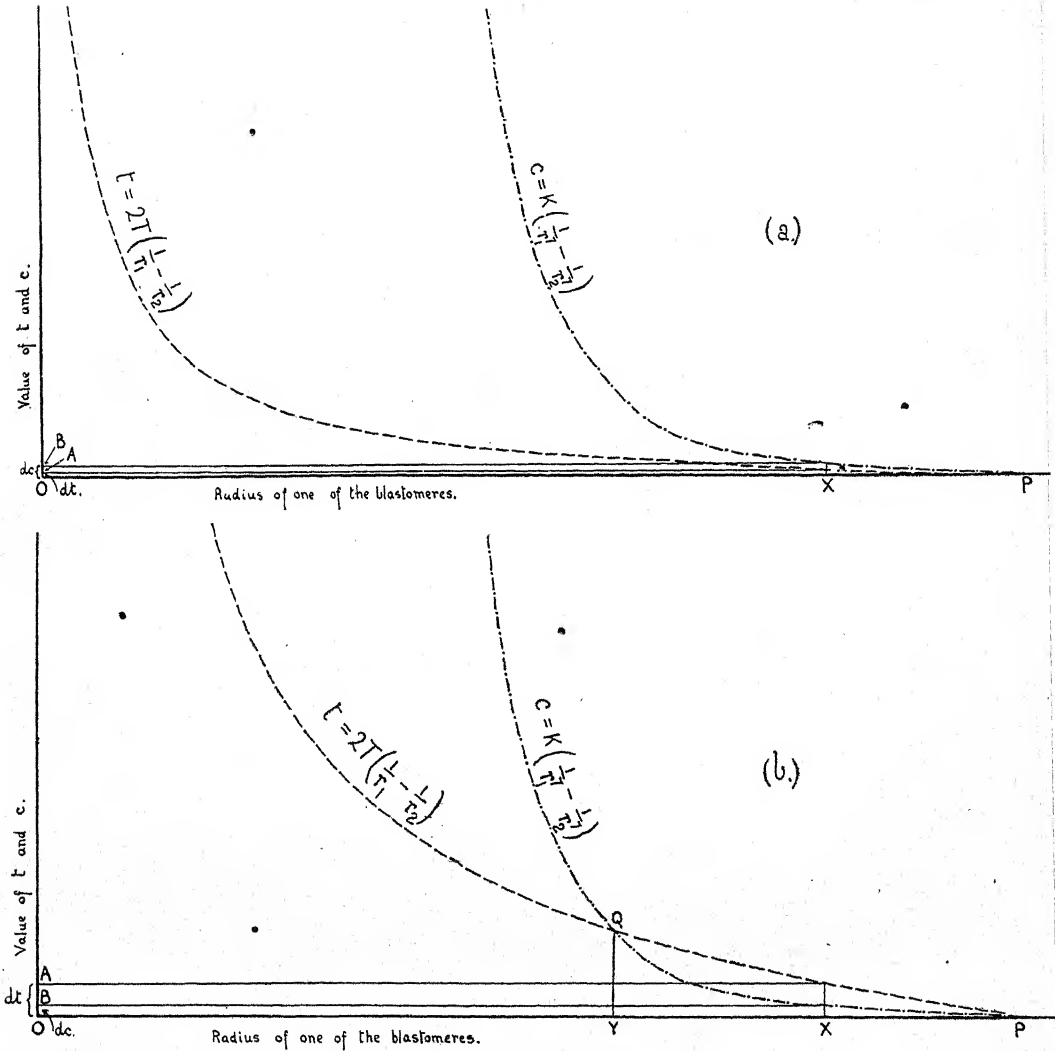 t = 2T(1/r₁ - 1/r₂)
c = K(1/r₁⁷ - 1/r₂⁷)
(a.)
Value of t and c.
B
A
dc{
O
dt.
Radius of one of the blastomeres.
X
P
t = 2T(1/r₁ - 1/r₂)
c = K(1/r₁⁷ - 1/r₂⁷)
(b.)
Value of t and c.
Q
A
dt{
B
O
dc.
Radius of one of the blastomeres.
Y
X
P